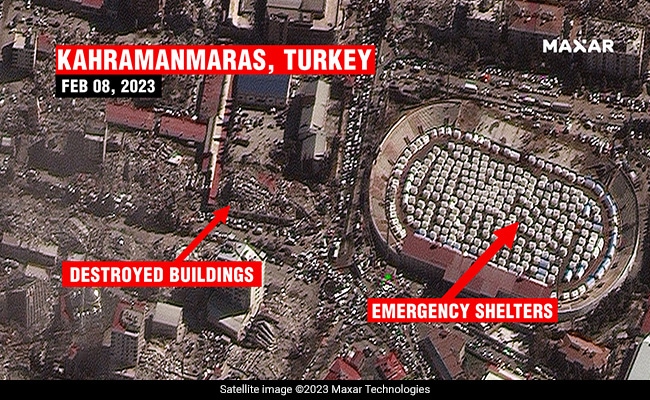 MAXAR
KAHRAMANMARAS, TURKEY
FEB 08, 2023
DESTROYED BUILDINGS
EMERGENCY SHELTERS
Satellite image ©2023 Maxar Technologies